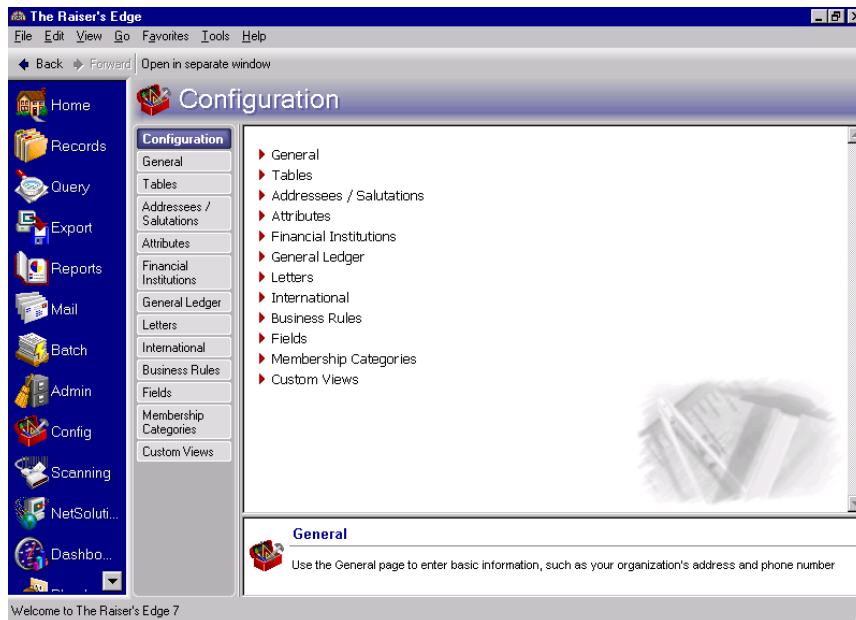 The Raiser's Edge
File Edit View Go Favorites Tools Help
Back Forward Open in separate window
Configuration
Home
Records
Query
Export
Reports
Mail
Batch
Admin
Config
Scanning
NetSoluti...
Dashbo...
Configuration
General
Tables
Addressees /
Salutations
Attributes
Financial
Institutions
General Ledger
Letters
International
Business Rules
Fields
Membership
Categories
Custom Views
General
Tables
Addressees / Salutations
Attributes
Financial Institutions
General Ledger
Letters
International
Business Rules
Fields
Membership Categories
Custom Views
General
Use the General page to enter basic information, such as your organization's address and phone number
Welcome to The Raiser's Edge 7